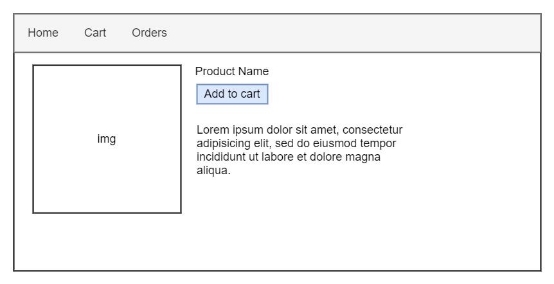 Home Cart Orders
Product Name
Add to cart
img
Lorem ipsum dolor sit amet, consectetur
adipisicing elit, sed do eiusmod tempor
incididunt ut labore et dolore magna
aliqua.